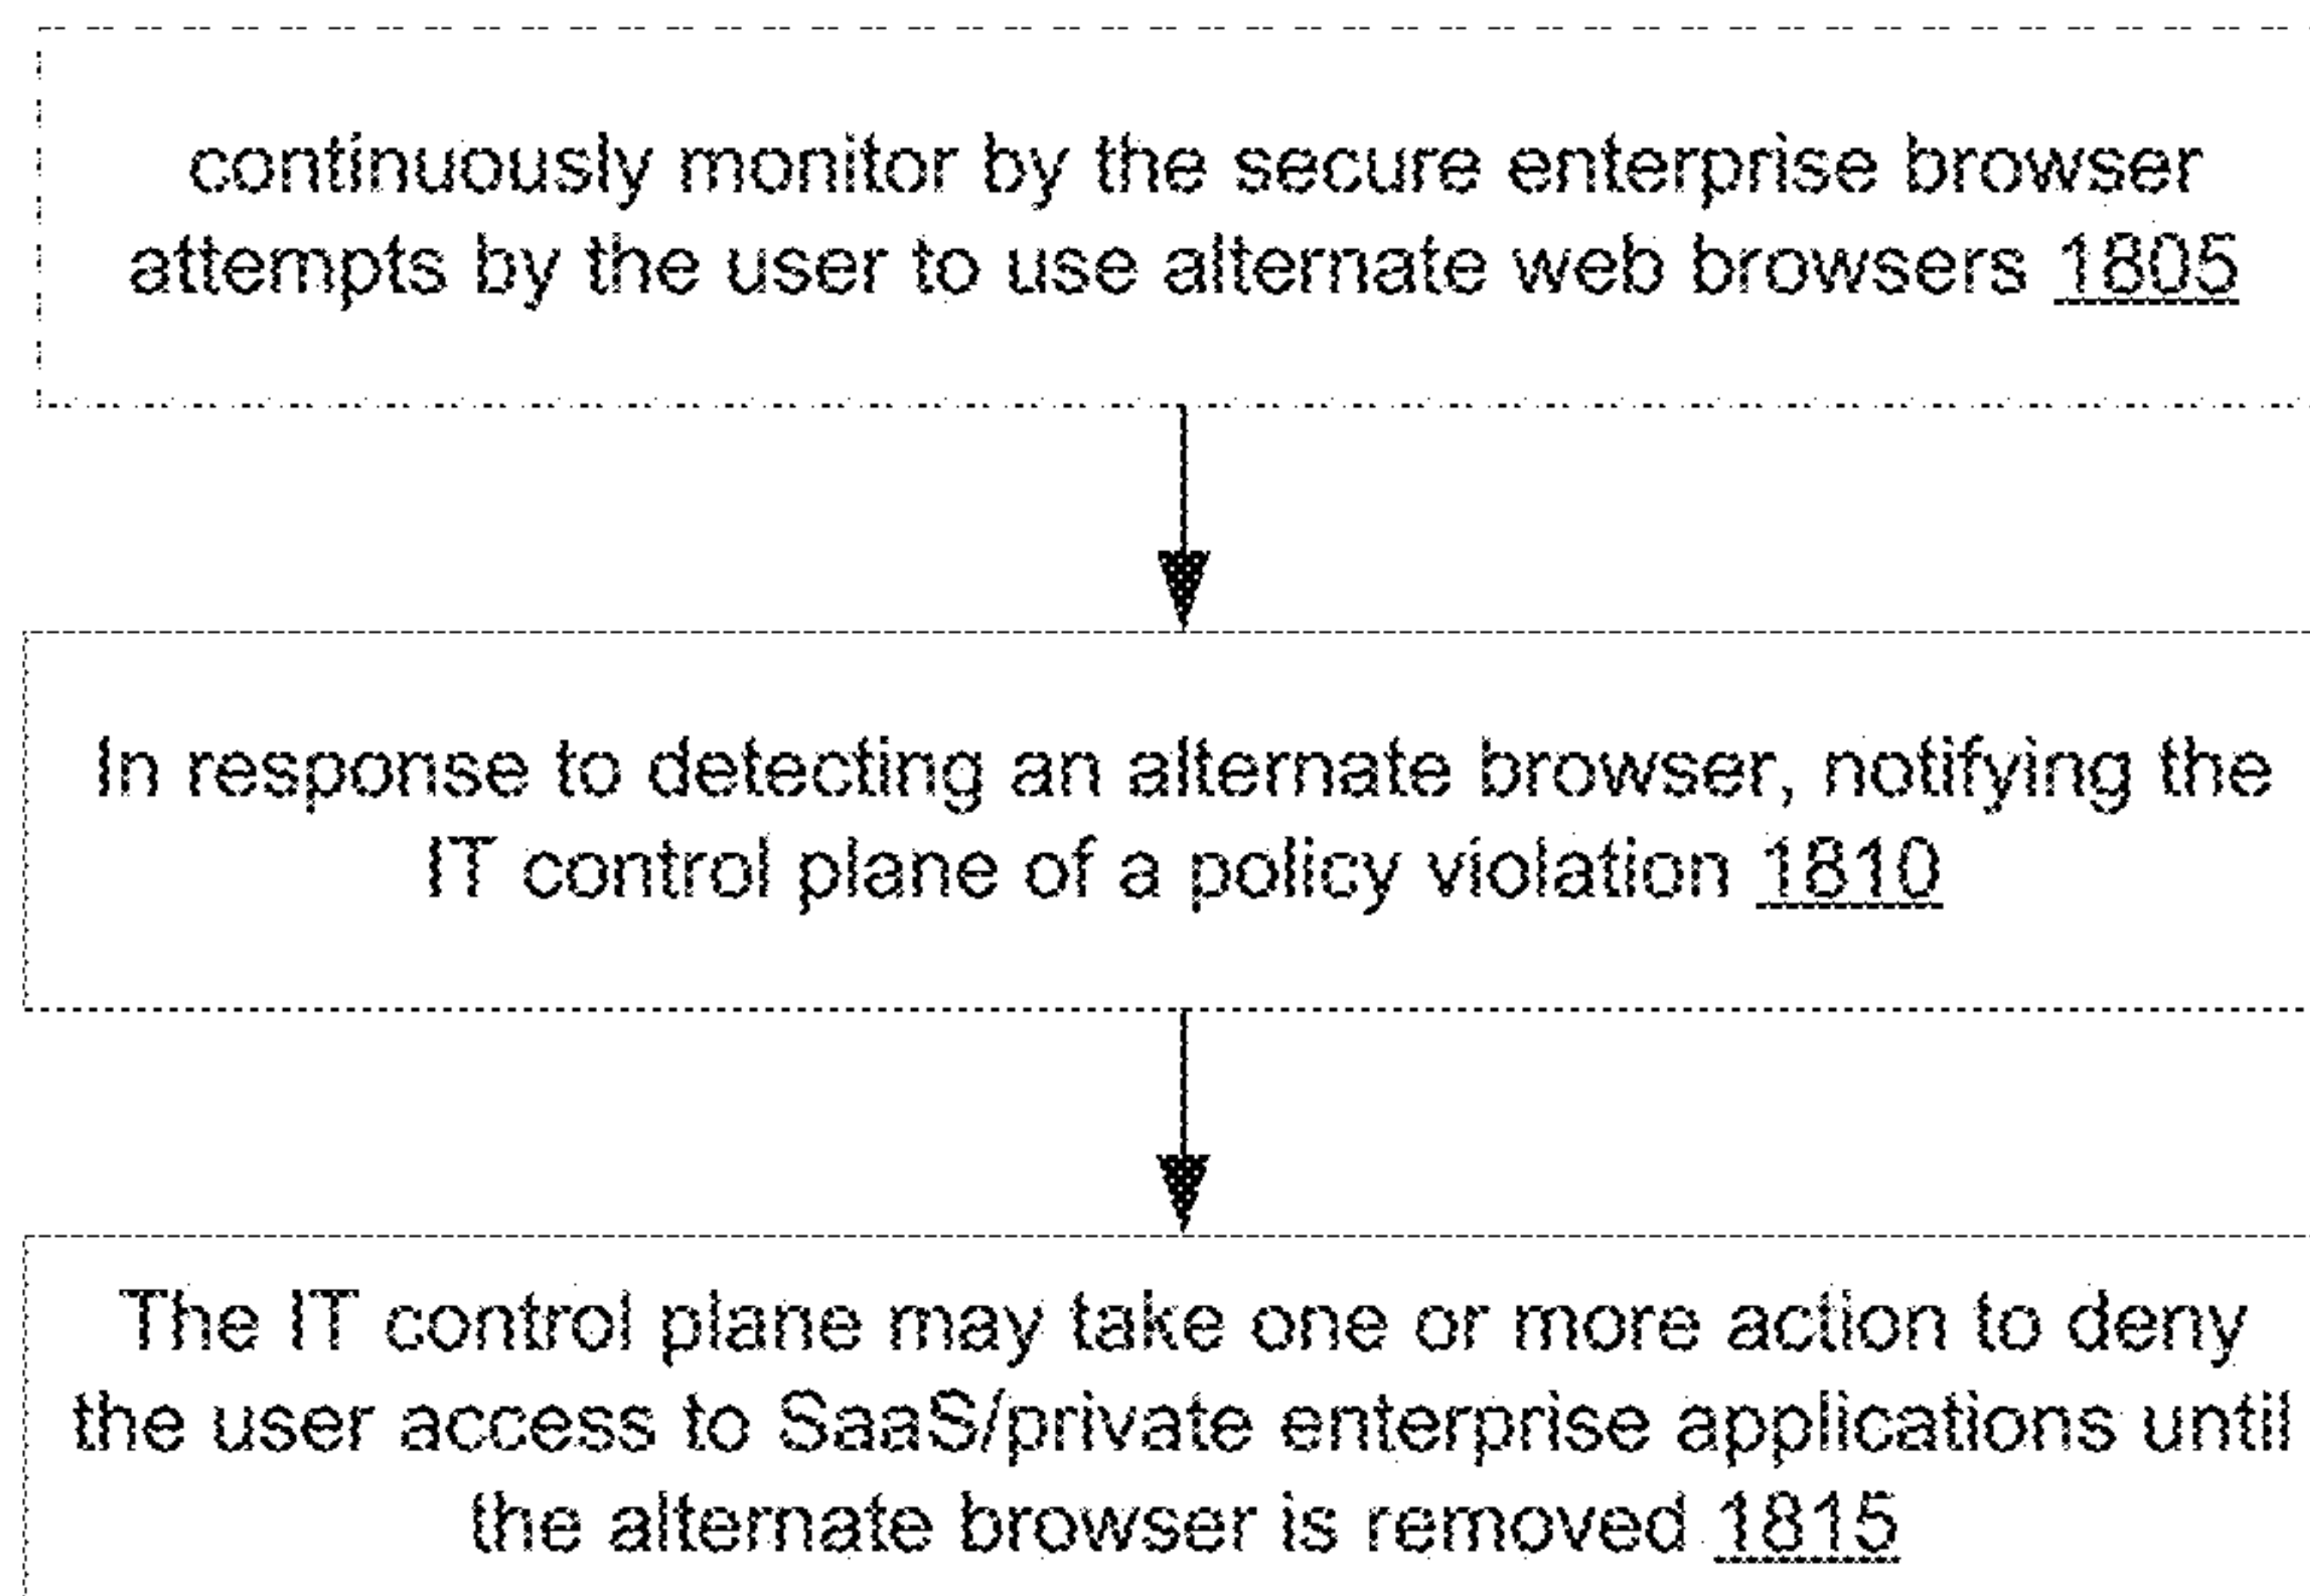 continuously monitor by the secure enterprise browser
attempts by the user to use alternate web browsers 1805
In response to detecting an alternate browser, notifying the
IT control plane of a policy violation 1810
The IT control plane may take one or more action to deny
the user access to SaaS/private enterprise applications until
the alternate browser is removed 1815